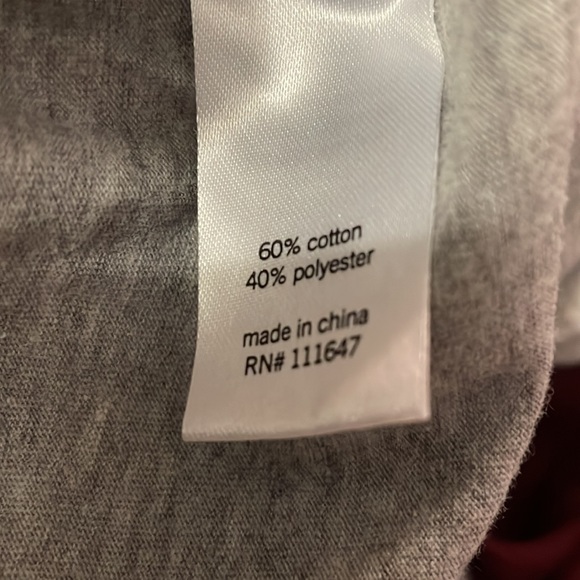 60% cotton
40% polyester
made in china
RN# 111647